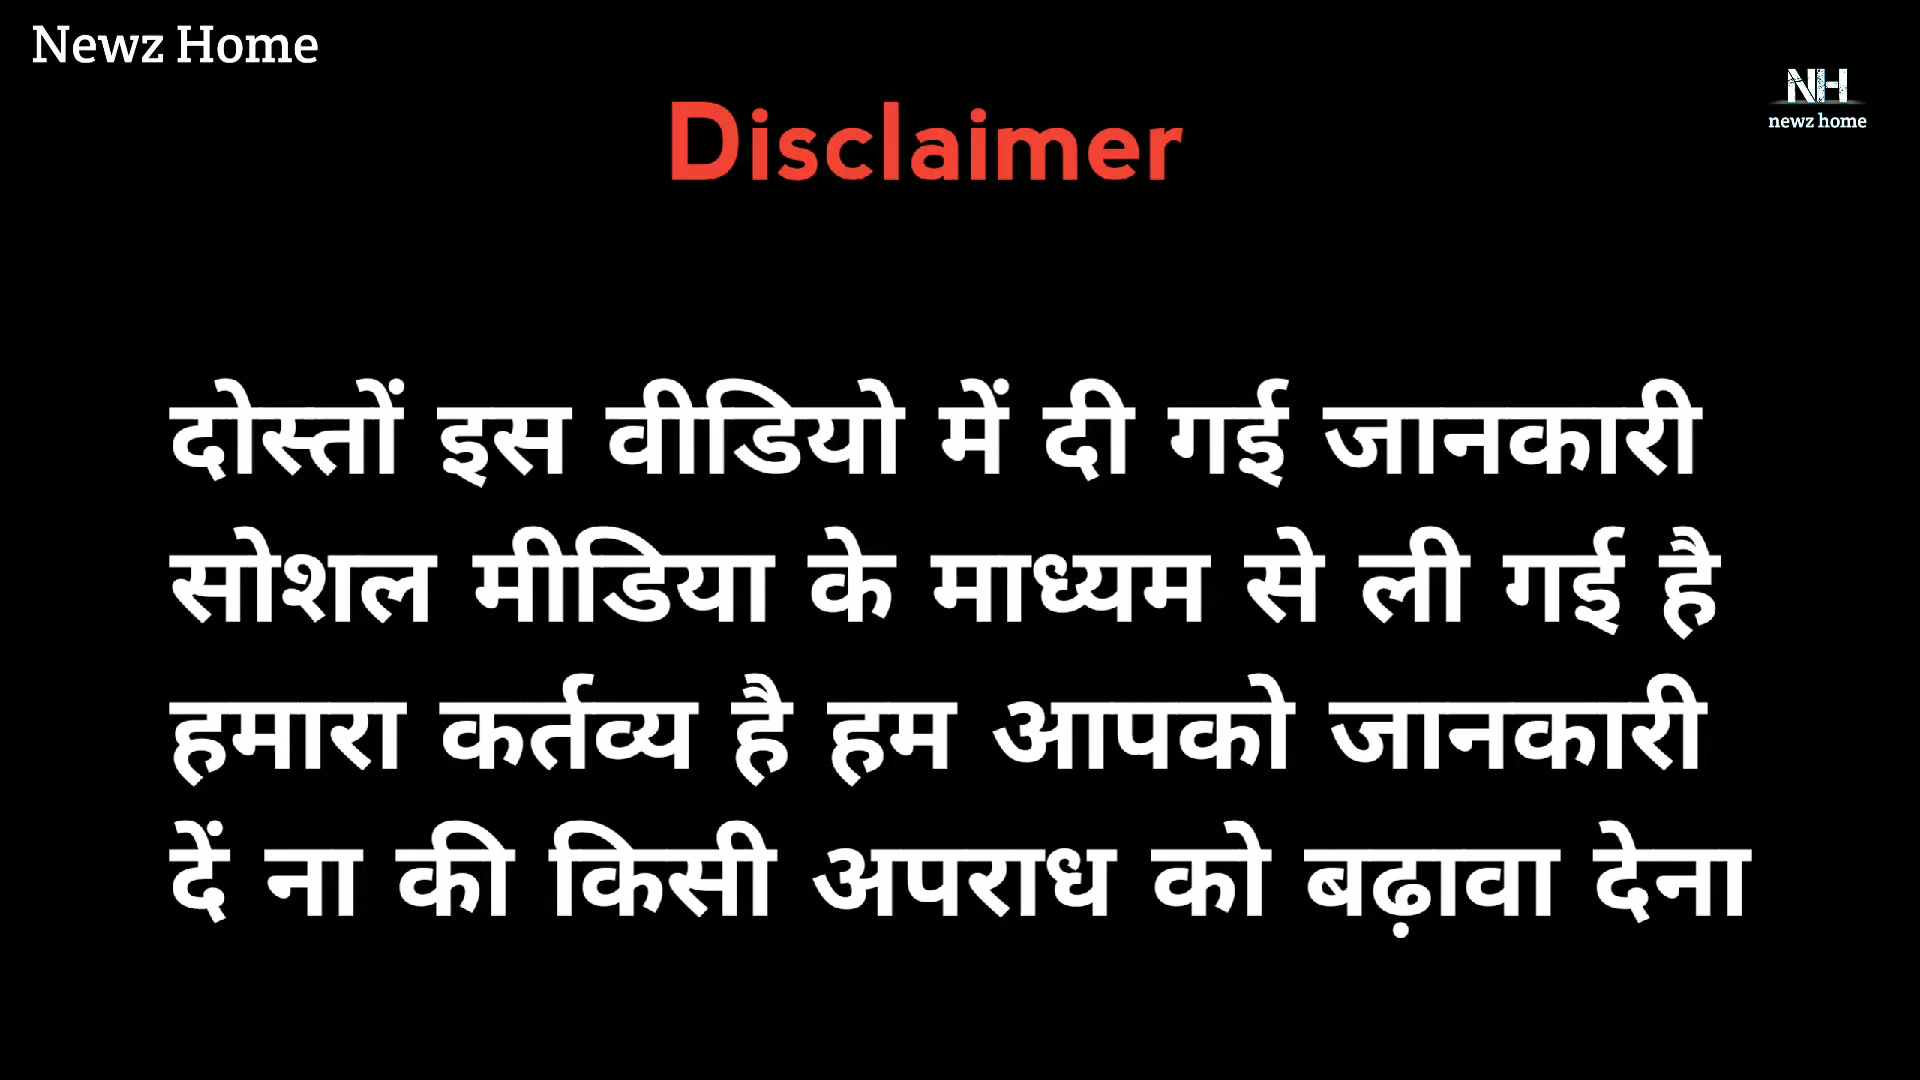 Newz Home
NH
newz home
Disclaimer
दोस्तों इस वीडियो में दी गई जानकारी
सोशल मीडिया के माध्यम से ली गई है
हमारा कर्तव्य है हम आपको जानकारी
दें ना की किसी अपराध को बढ़ावा देना